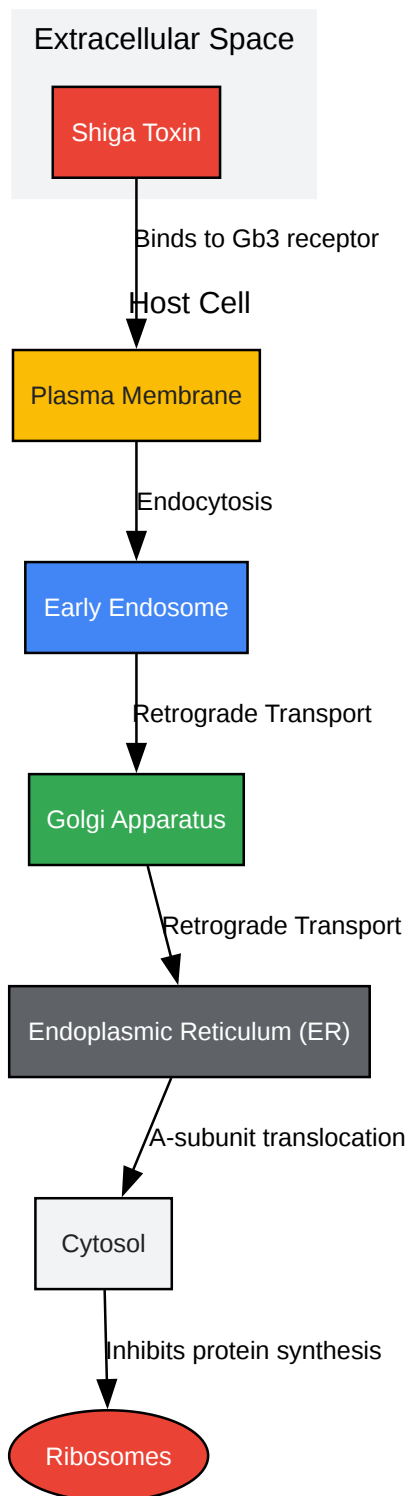 Extracellular Space
Shiga Toxin
Binds to Gb3 receptor
Host Cell
Plasma Membrane
Endocytosis
Early Endosome
Retrograde Transport
Golgi Apparatus
Retrograde Transport
Endoplasmic Reticulum (ER)
A-subunit translocation
Cytosol
Inhibits protein synthesis
Ribosomes